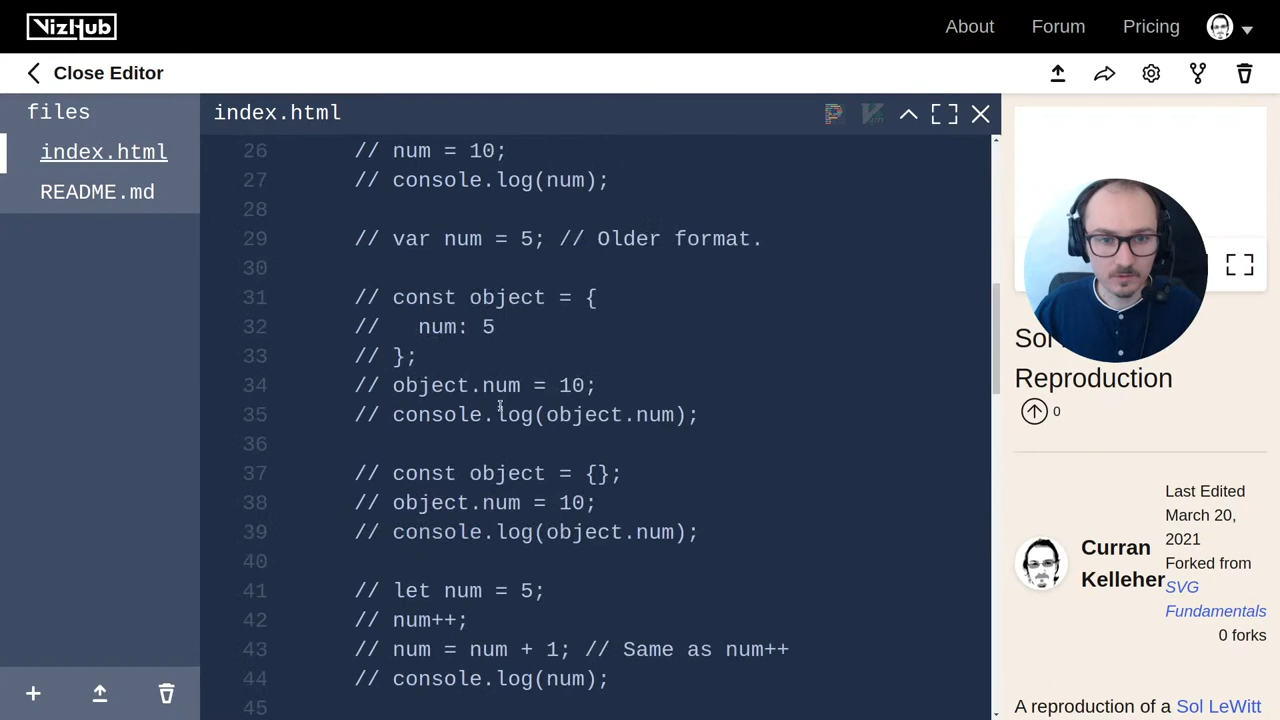 VizHub
About
Forum
Pricing
Close Editor
files
index.html
README.md
index.html
26 // num = 10;
27 // console.log(num);
28
29 // var num = 5; // Older format.
30
31 // const object = {
32 //   num: 5
33 // };
34 // object.num = 10;
35 // console.log(object.num);
36
37 // const object = {};
38 // object.num = 10;
39 // console.log(object.num);
40
41 // let num = 5;
42 // num++;
43 // num = num + 1; // Same as num++
44 // console.log(num);
45
Sol
Reproduction
0
Curran
Kelleher
Last Edited
March 20,
2021
Forked from
SVG
Fundamentals
0 forks
A reproduction of a Sol LeWitt